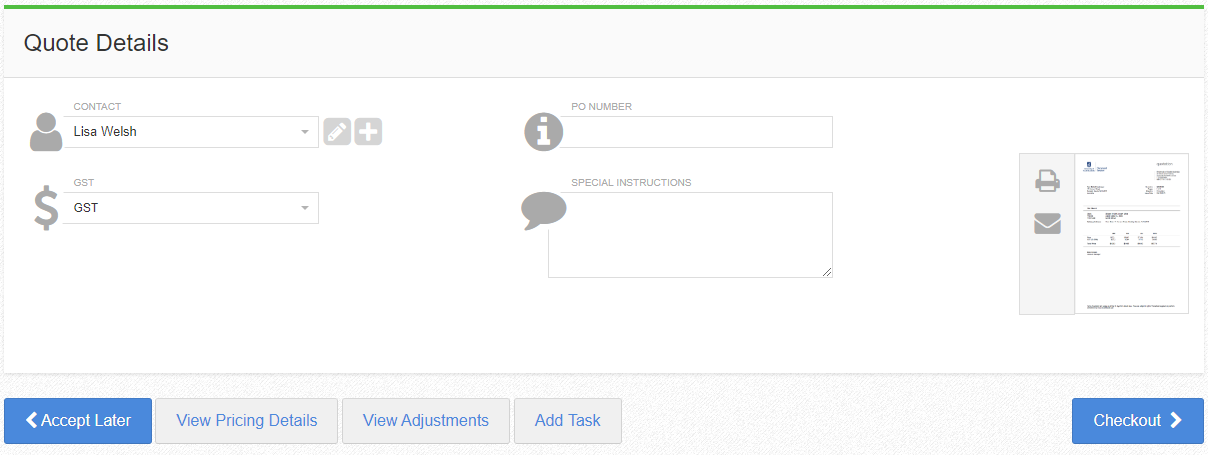 Quote Details
CONTACT
Lisa Welsh
PO NUMBER
GST
GST
SPECIAL INSTRUCTIONS
Accept Later
View Pricing Details
View Adjustments
Add Task
Checkout